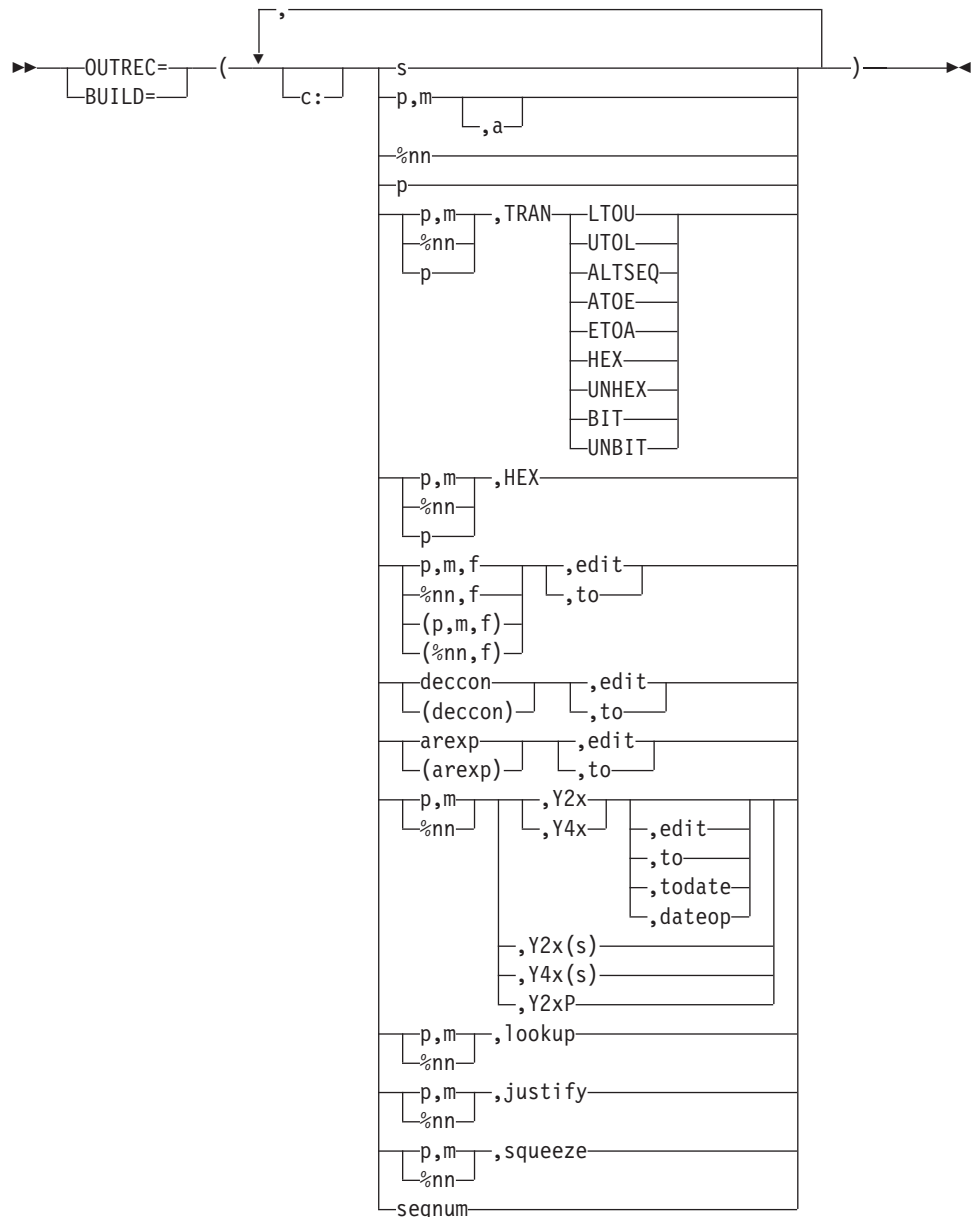 ,
OUTREC= ( s )
BUILD= c: p,m
,a
%nn
p
p,m ,TRAN LTOU
%nn UTOL
p ALTSEQ
ATOE
ETOA
HEX
UNHEX
BIT
UNBIT
p,m ,HEX
%nn
p
p,m,f ,edit
%nn,f ,to
(p,m,f)
(%nn,f)
deccon ,edit
(deccon) ,to
arexp ,edit
(arexp) ,to
p,m ,Y2x
%nn ,Y4x ,edit
,to
,todate
,dateop
,Y2x(s)
,Y4x(s)
,Y2xP
p,m ,lookup
%nn
p,m ,justify
%nn
p,m ,squeeze
%nn
seqnum